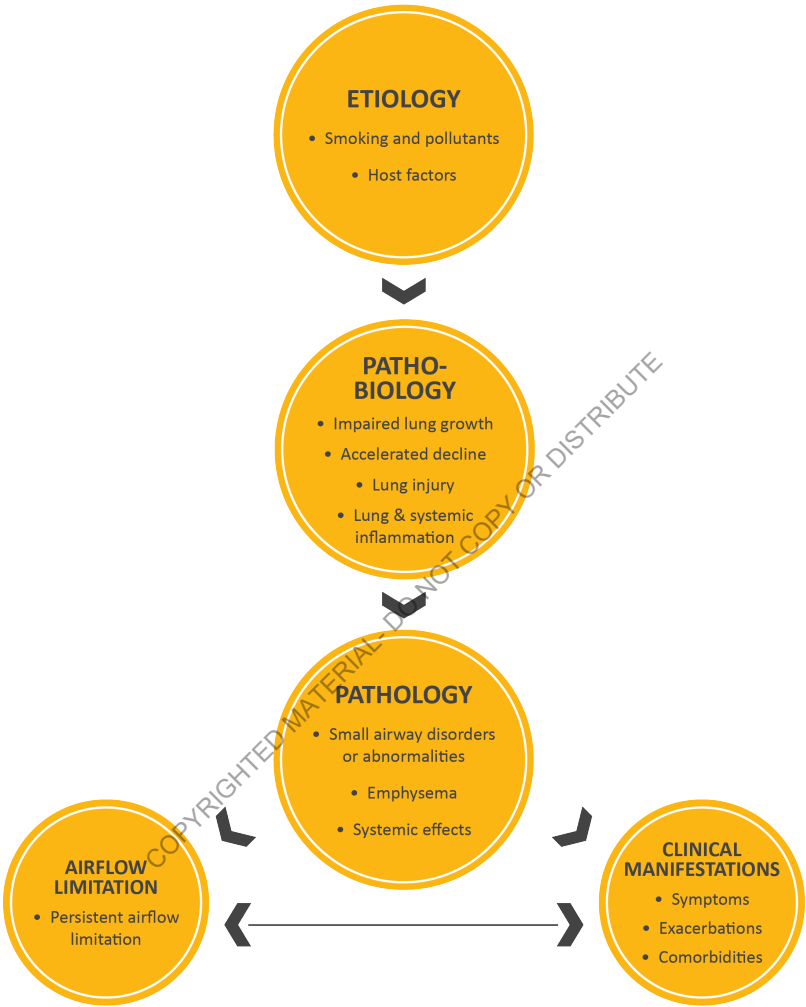 ETIOLOGY
• Smoking and pollutants
• Host factors
PATHO-
BIOLOGY
• Impaired lung growth
• Accelerated decline
• Lung injury
• Lung & systemic
inflammation
PATHOLOGY
• Small airway disorders
or abnormalities
• Emphysema
• Systemic effects
AIRFLOW
LIMITATION
• Persistent airflow
limitation
CLINICAL
MANIFESTATIONS
• Symptoms
• Exacerbations
• Comorbidities
COPYRIGHTED MATERIAL- DO NOT COPY OR DISTRIBUTE